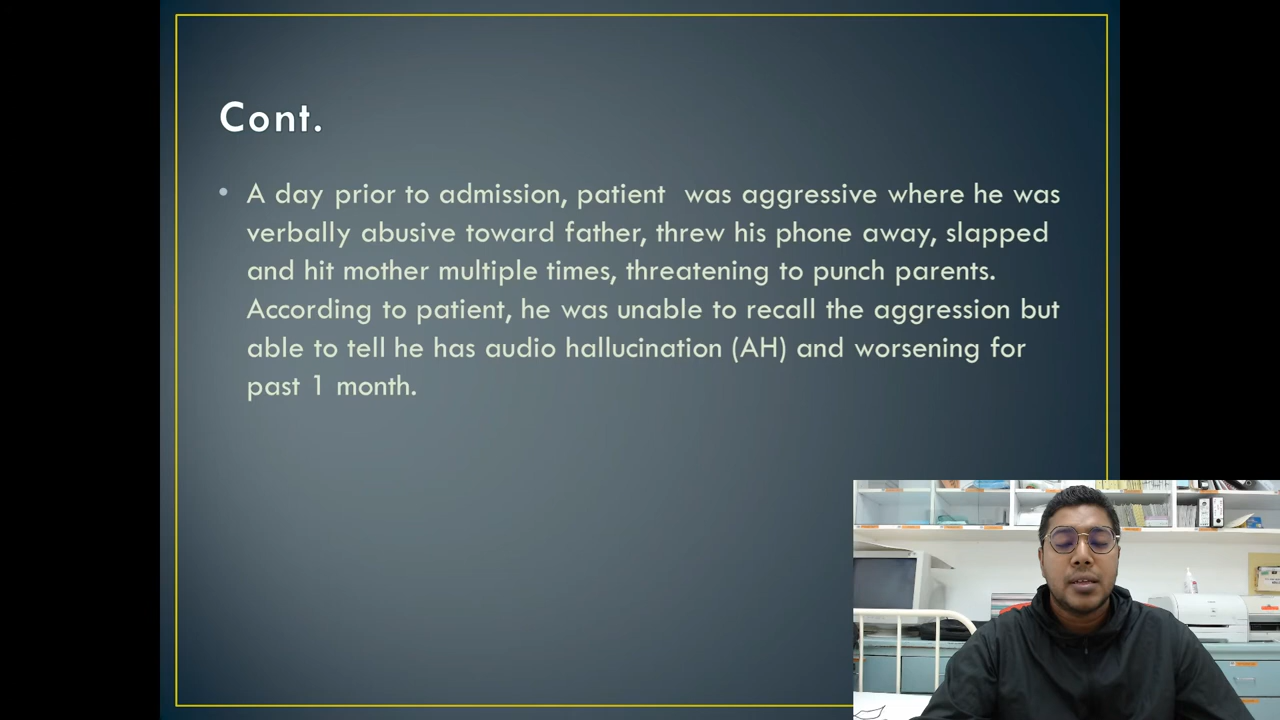 Cont.
• A day prior to admission, patient  was aggressive where he was
verbally abusive toward father, threw his phone away, slapped
and hit mother multiple times, threatening to punch parents.
According to patient, he was unable to recall the aggression but
able to tell he has audio hallucination (AH) and worsening for
past 1 month.